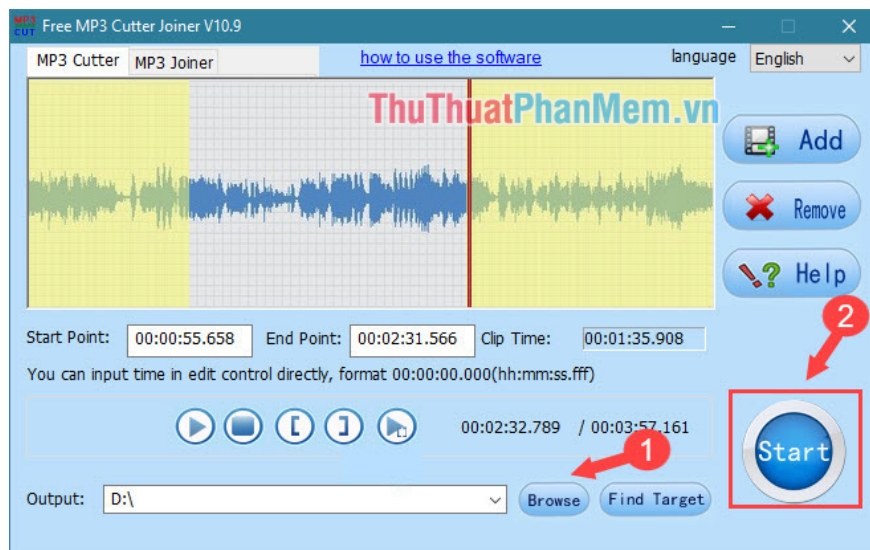 MP3 CUT Free MP3 Cutter Joiner V10.9
MP3 Cutter MP3 Joiner how to use the software language English
ThuThuatPhanMem.vn
Add
Remove
Help
2
Start Point: 00:00:55.658 End Point: 00:02:31.566 Clip Time: 00:01:35.908
You can input time in edit control directly, format 00:00:00.000(hh:mm:ss.fff)
00:02:32.789 / 00:03:57.161
1
Start
Output: D:\ Browse Find Target